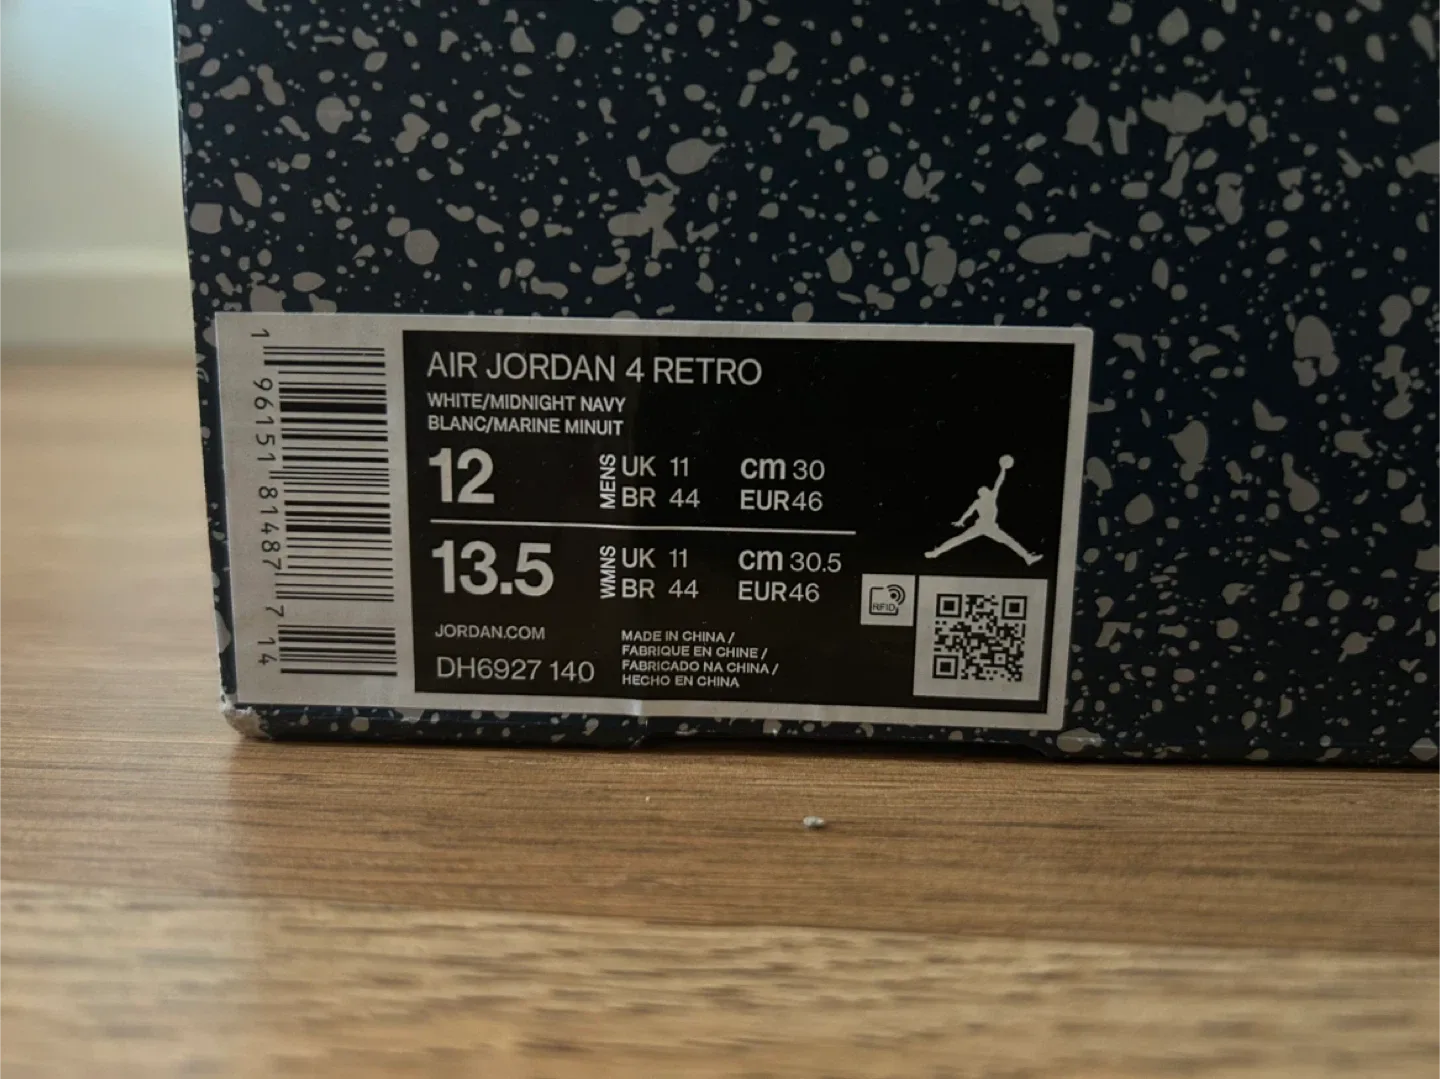 1 96151 81487 7 14
AIR JORDAN 4 RETRO
WHITE/MIDNIGHT NAVY
BLANC/MARINE MINUIT
12 MENS UK 11 cm 30
BR 44 EUR 46
13.5 WMNS UK 11 cm 30.5
BR 44 EUR 46
JORDAN.COM
DH6927 140
MADE IN CHINA /
FABRIQUE EN CHINE /
FABRICADO NA CHINA /
HECHO EN CHINA
RFID